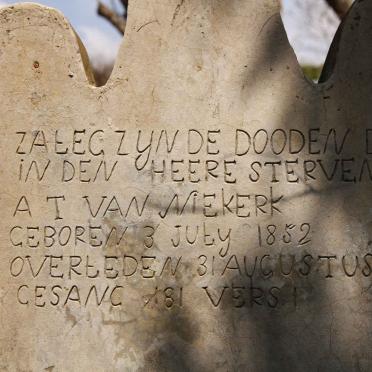 ZALEG ZYN DE DOODEN
IN DEN HEERE STERVEN
A T VAN NIEKERK
GEBOREN 3 JULY 1852
OVERLEDEN 31 AUGUSTUS
GESANG 181 VERS 1